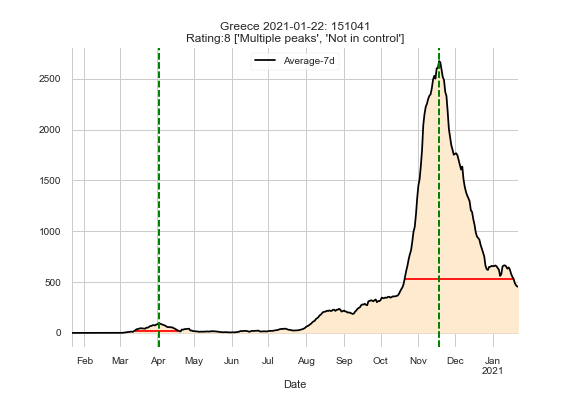 Greece 2021-01-22: 151041
Rating:8 ['Multiple peaks', 'Not in control']
Average-7d
2500
2000
1500
1000
500
0
Feb Mar Apr May Jun Jul Aug Sep Oct Nov Dec Jan
2021
Date